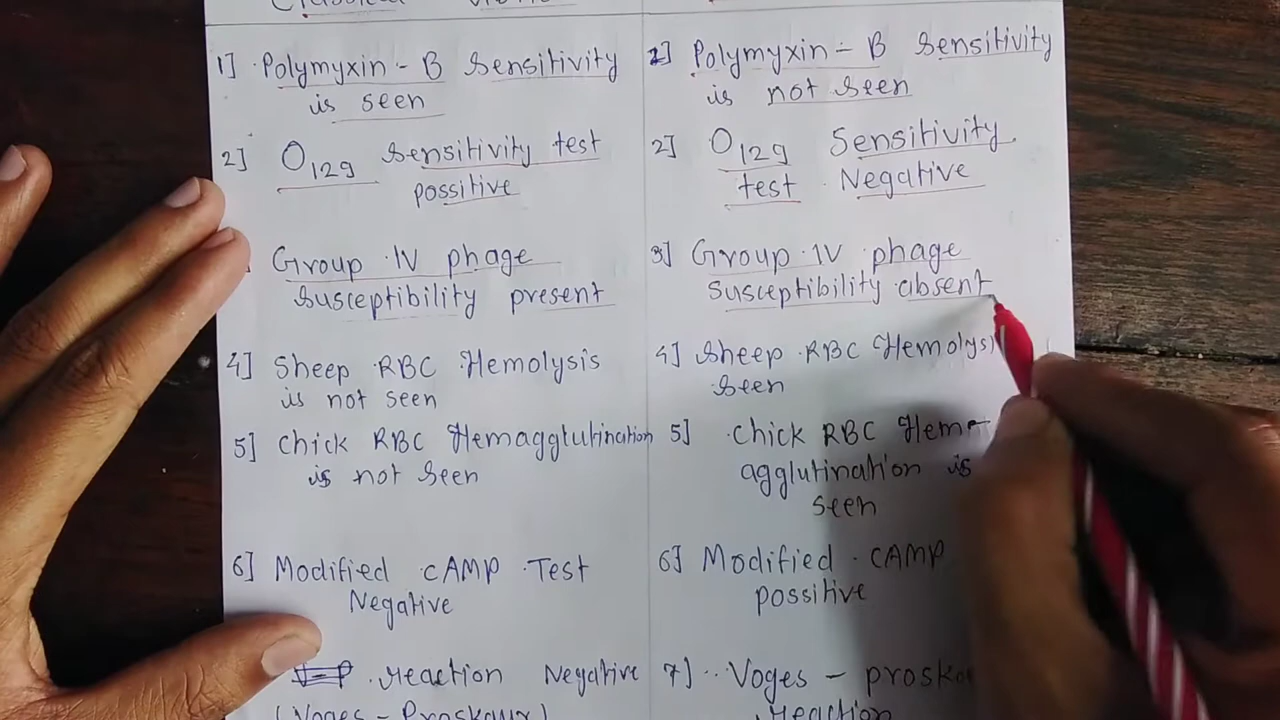 1] Polymyxin - B Sensitivity
is seen
2] O129 Sensitivity test
possitive
Group IV phage
Susceptibility present
4] Sheep RBC Hemolysis
is not seen
5] chick RBC Hemagglutination
is not seen
6] Modified CAMP Test
Negative
reaction Negative
(Voges - Proskaur)
1] Polymyxin - B Sensitivity
is not seen
2] O129 Sensitivity
test Negative
3] Group IV phage
Susceptibility absent
4] Sheep RBC
seen
5] chick RBC Hem-
agglutination is
seen
6] Modified CAMP
possitive
7] Voges -
reaction